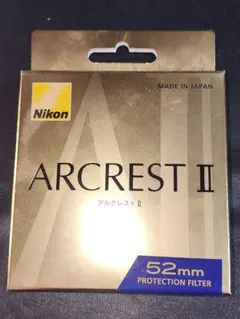 MADE IN JAPAN
Nikon
ARCREST II
アルクレスト II
52mm
PROTECTION FILTER